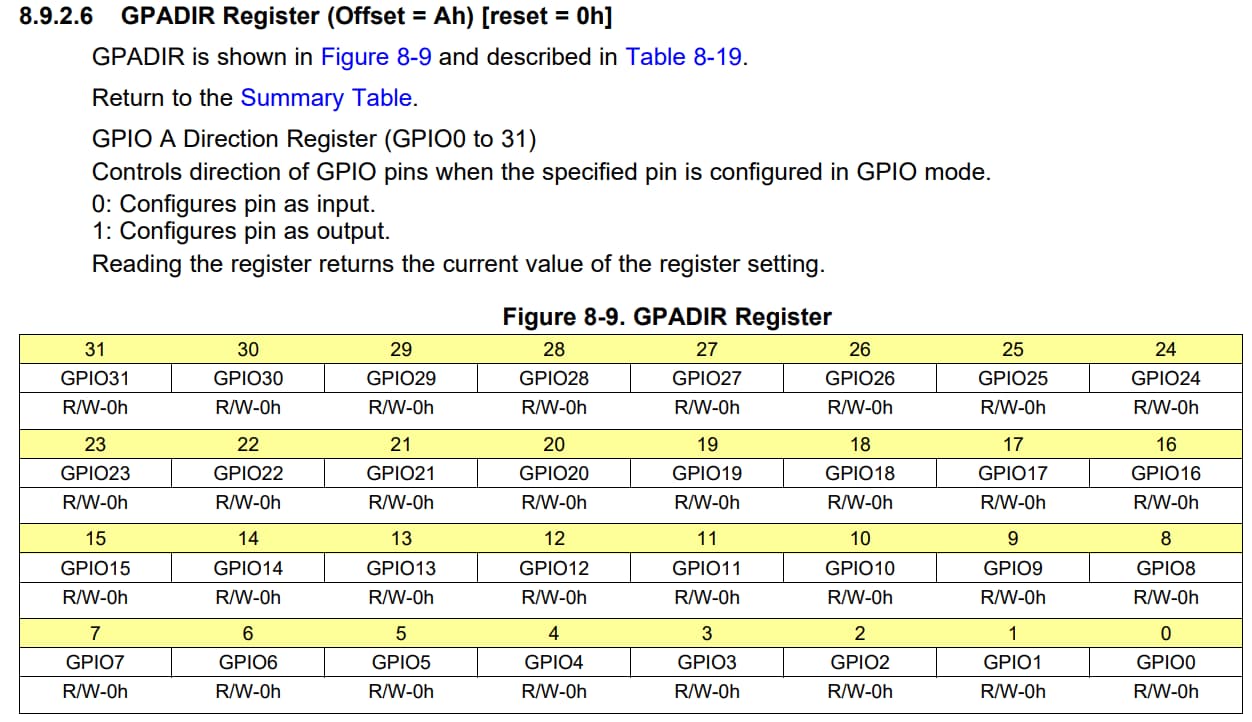 8.9.2.6 GPADIR Register (Offset = Ah) [reset = 0h]
GPADIR is shown in Figure 8-9 and described in Table 8-19.
Return to the Summary Table.
GPIO A Direction Register (GPIO0 to 31)
Controls direction of GPIO pins when the specified pin is configured in GPIO mode.
0: Configures pin as input.
1: Configures pin as output.
Reading the register returns the current value of the register setting.
Figure 8-9. GPADIR Register
31 30 29 28 27 26 25 24
GPIO31 GPIO30 GPIO29 GPIO28 GPIO27 GPIO26 GPIO25 GPIO24
R/W-0h R/W-0h R/W-0h R/W-0h R/W-0h R/W-0h R/W-0h R/W-0h
23 22 21 20 19 18 17 16
GPIO23 GPIO22 GPIO21 GPIO20 GPIO19 GPIO18 GPIO17 GPIO16
R/W-0h R/W-0h R/W-0h R/W-0h R/W-0h R/W-0h R/W-0h R/W-0h
15 14 13 12 11 10 9 8
GPIO15 GPIO14 GPIO13 GPIO12 GPIO11 GPIO10 GPIO9 GPIO8
R/W-0h R/W-0h R/W-0h R/W-0h R/W-0h R/W-0h R/W-0h R/W-0h
7 6 5 4 3 2 1 0
GPIO7 GPIO6 GPIO5 GPIO4 GPIO3 GPIO2 GPIO1 GPIO0
R/W-0h R/W-0h R/W-0h R/W-0h R/W-0h R/W-0h R/W-0h R/W-0h